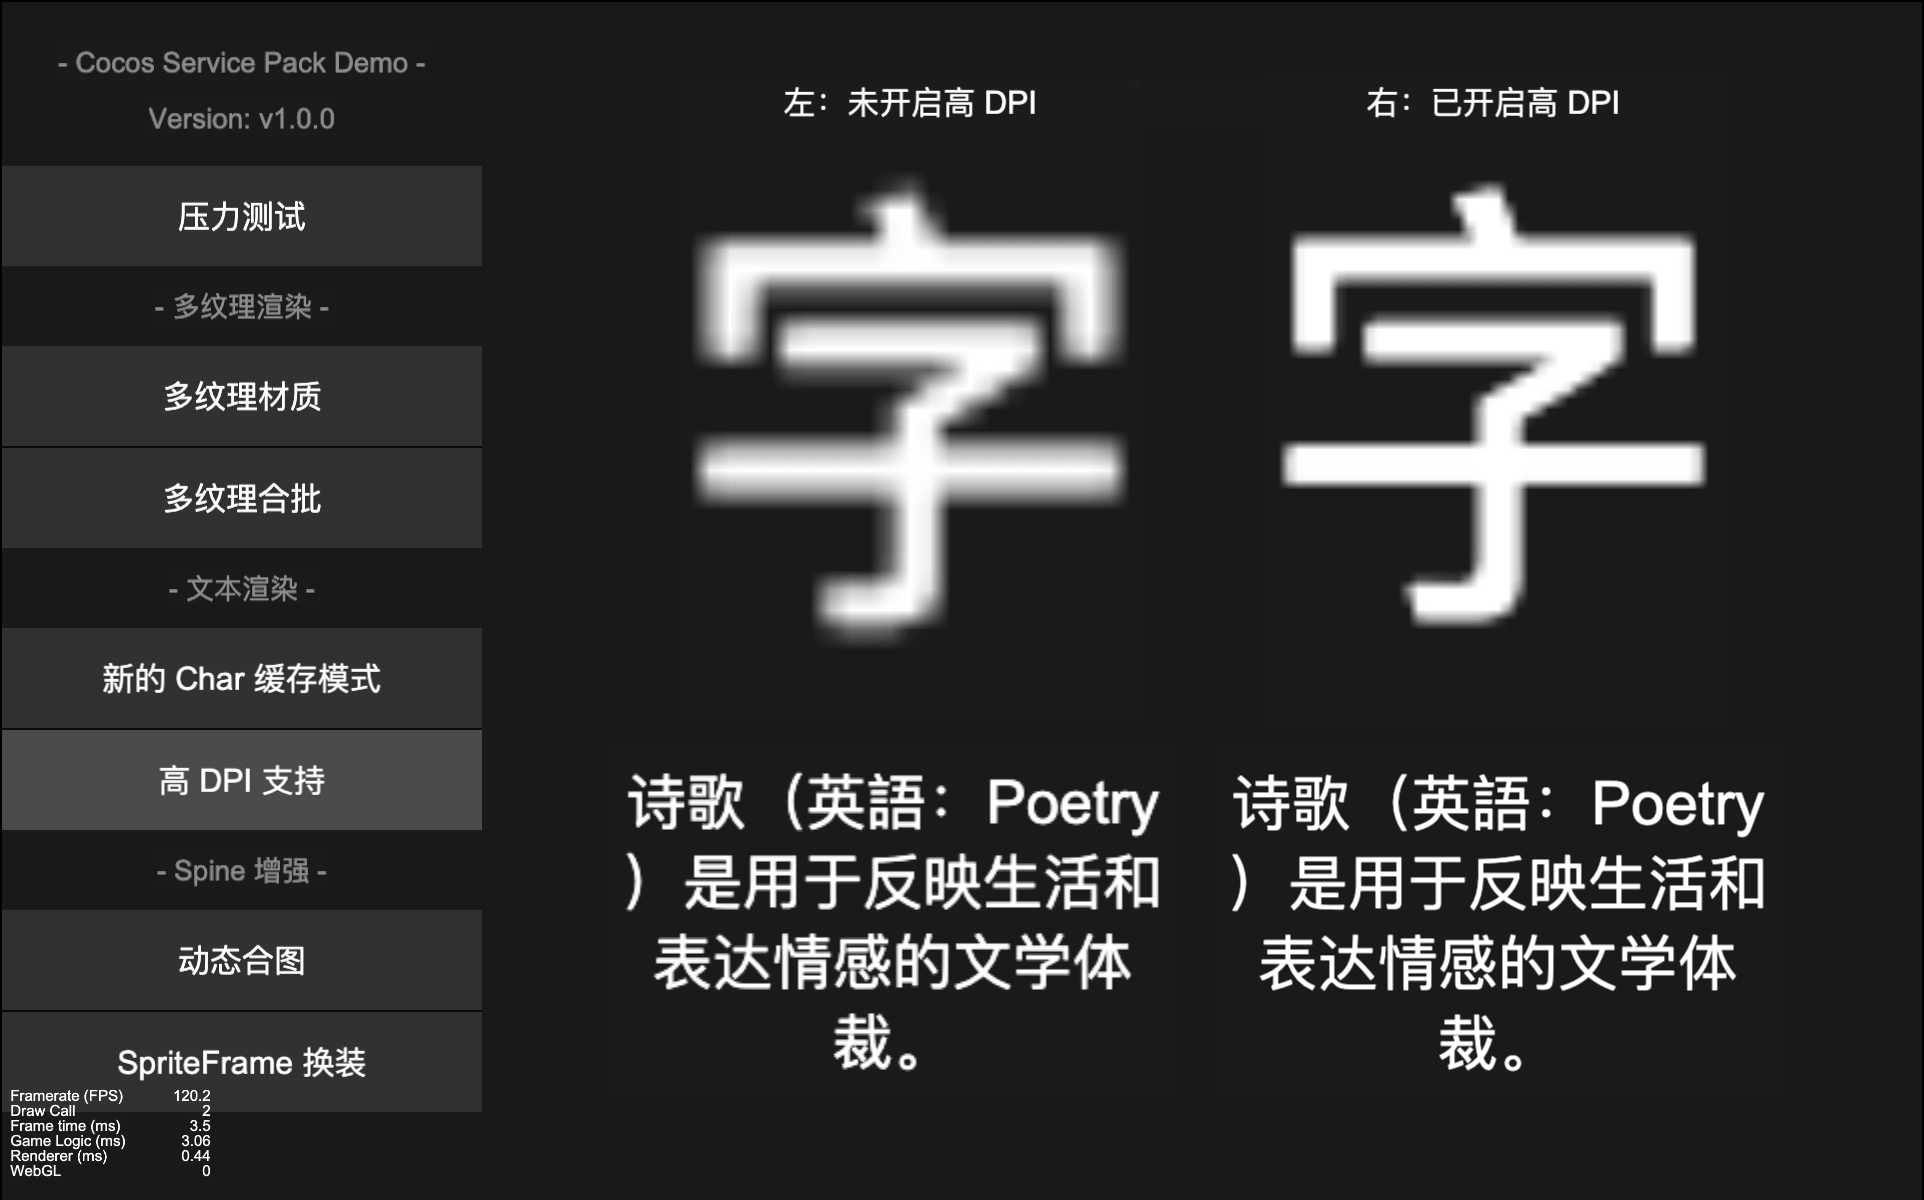 - Cocos Service Pack Demo -
Version: v1.0.0
压力测试
- 多纹理渲染 -
多纹理材质
多纹理合批
- 文本渲染 -
新的 Char 缓存模式
高 DPI 支持
- Spine 增强 -
动态合图
SpriteFrame 换装
Framerate (FPS) 120.2
Draw Call 2
Frame time (ms) 3.5
Game Logic (ms) 3.06
Renderer (ms) 0.44
WebGL 0
左：未开启高 DPI
字
诗歌（英語：Poetry
）是用于反映生活和
表达情感的文学体
裁。
右：已开启高 DPI
字
诗歌（英語：Poetry
）是用于反映生活和
表达情感的文学体
裁。